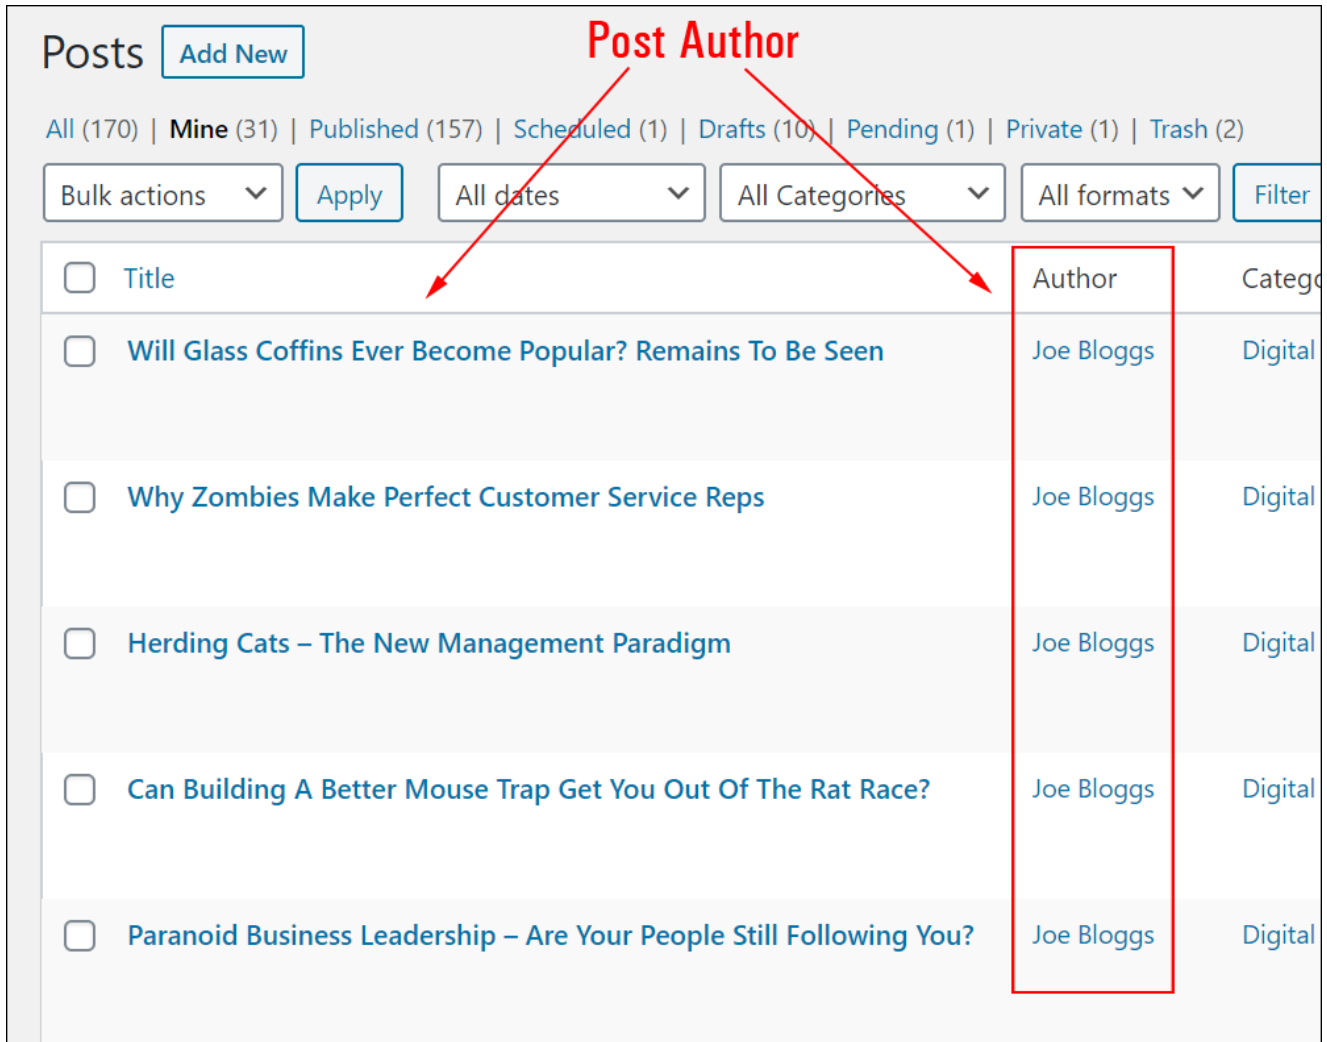 Post Author
Posts Add New
All (170) | Mine (31) | Published (157) | Scheduled (1) | Drafts (10) | Pending (1) | Private (1) | Trash (2)
Bulk actions Apply All dates All Categories All formats Filter
Title Author Catego
Will Glass Coffins Ever Become Popular? Remains To Be Seen Joe Bloggs Digital
Why Zombies Make Perfect Customer Service Reps Joe Bloggs Digital
Herding Cats – The New Management Paradigm Joe Bloggs Digital
Can Building A Better Mouse Trap Get You Out Of The Rat Race? Joe Bloggs Digital
Paranoid Business Leadership – Are Your People Still Following You? Joe Bloggs Digital